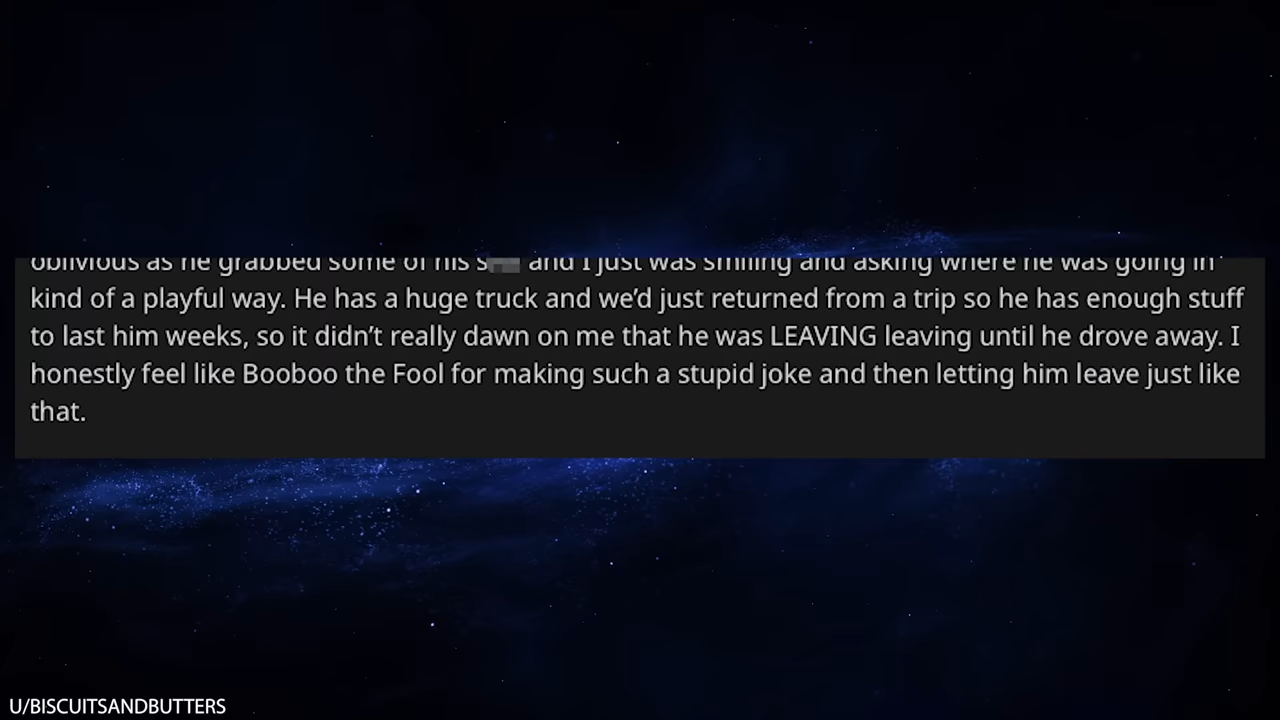 oblivious as he grabbed some of his s and I just was smiling and asking where he was going in
kind of a playful way. He has a huge truck and we’d just returned from a trip so he has enough stuff
to last him weeks, so it didn’t really dawn on me that he was LEAVING leaving until he drove away. I
honestly feel like Booboo the Fool for making such a stupid joke and then letting him leave just like
that.
U/BISCUITSANDBUTTERS